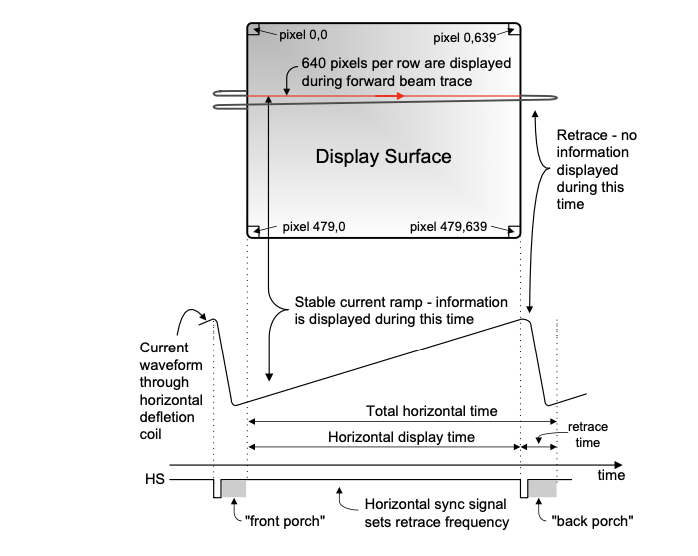 pixel 0,0
pixel 0,639
640 pixels per row are displayed
during forward beam trace
Retrace - no
information
displayed
during this
time
Display Surface
pixel 479,0
pixel 479,639
Stable current ramp - information
is displayed during this time
Current
waveform
through
horizontal
defletion
coil
Total horizontal time
Horizontal display time
retrace
time
time
HS
Horizontal sync signal
sets retrace frequency
"front porch"
"back porch"